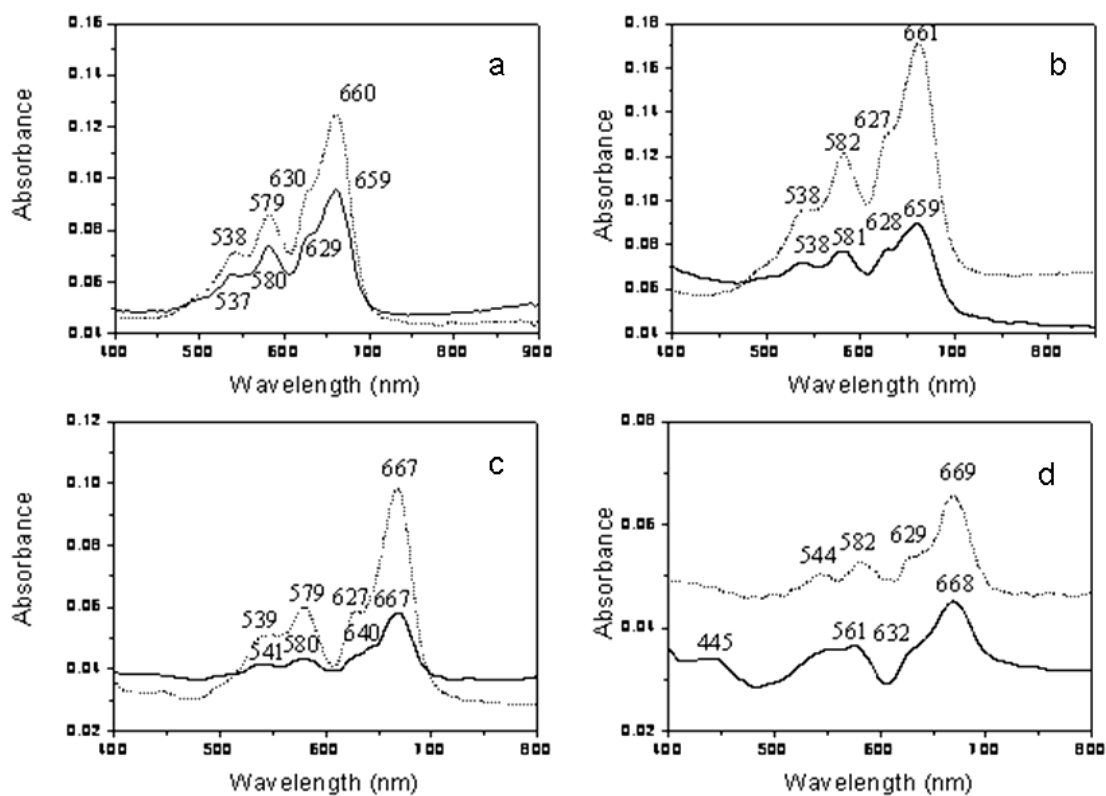 0.16
0.14
0.12
0.10
0.08
0.06
0.04
Absorbance
a
660
630
659
579
538
629
580
537
400 500 600 700 800 900
Wavelength (nm)
0.18
0.16
0.14
0.12
0.10
0.08
0.06
0.04
Absorbance
b
661
627
582
538
628 659
538 581
400 500 600 700 800
Wavelength (nm)
0.12
0.10
0.08
0.06
0.04
0.02
Absorbance
c
667
579 627 667
539
541 580 640
400 500 600 700 800
Wavelength (nm)
0.08
0.06
0.04
0.02
Absorbance
d
669
544 582 629
668
445 561 632
400 500 600 700 800
Wavelength (nm)